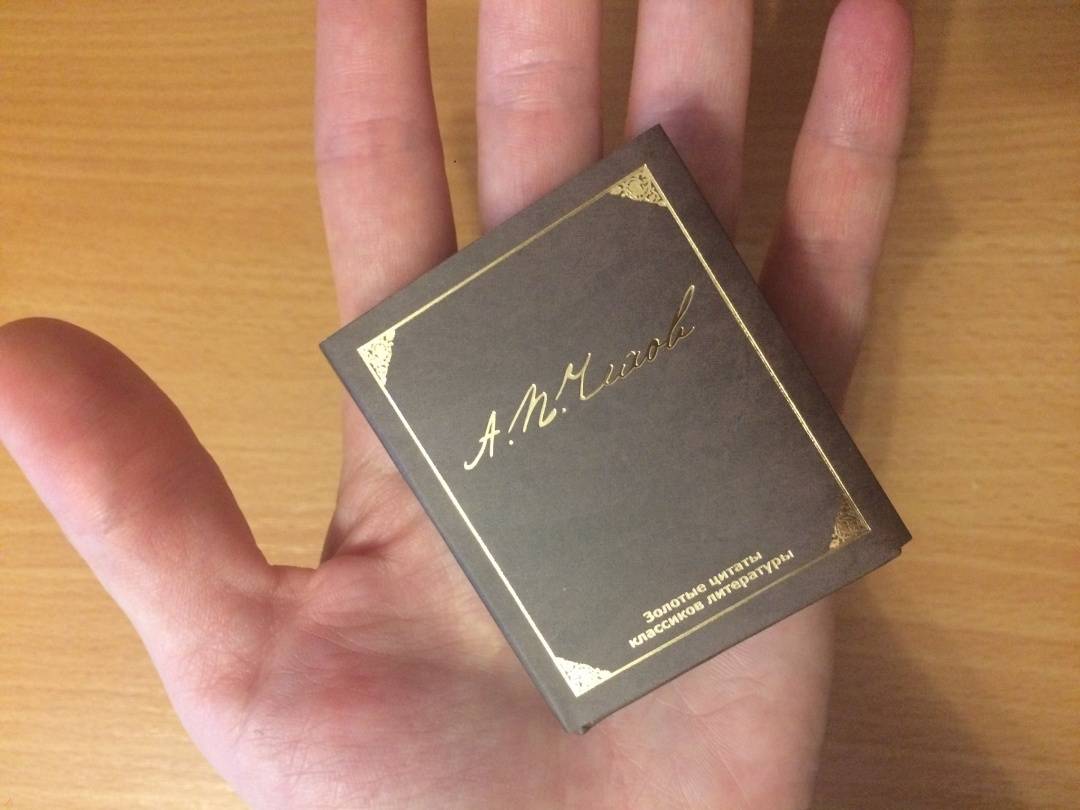 А. П. Чехов
Золотые цитаты
классиков литературы